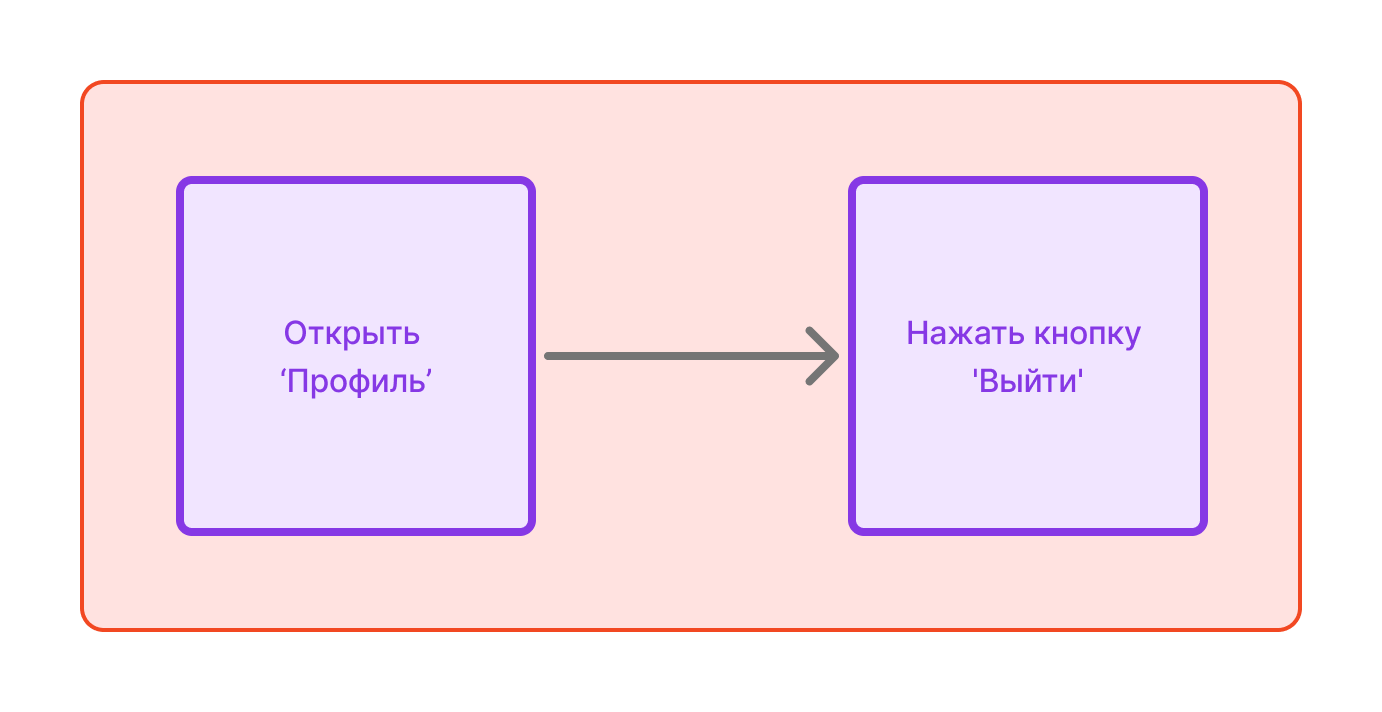 Открыть
‘Профиль’
Нажать кнопку
'Выйти'